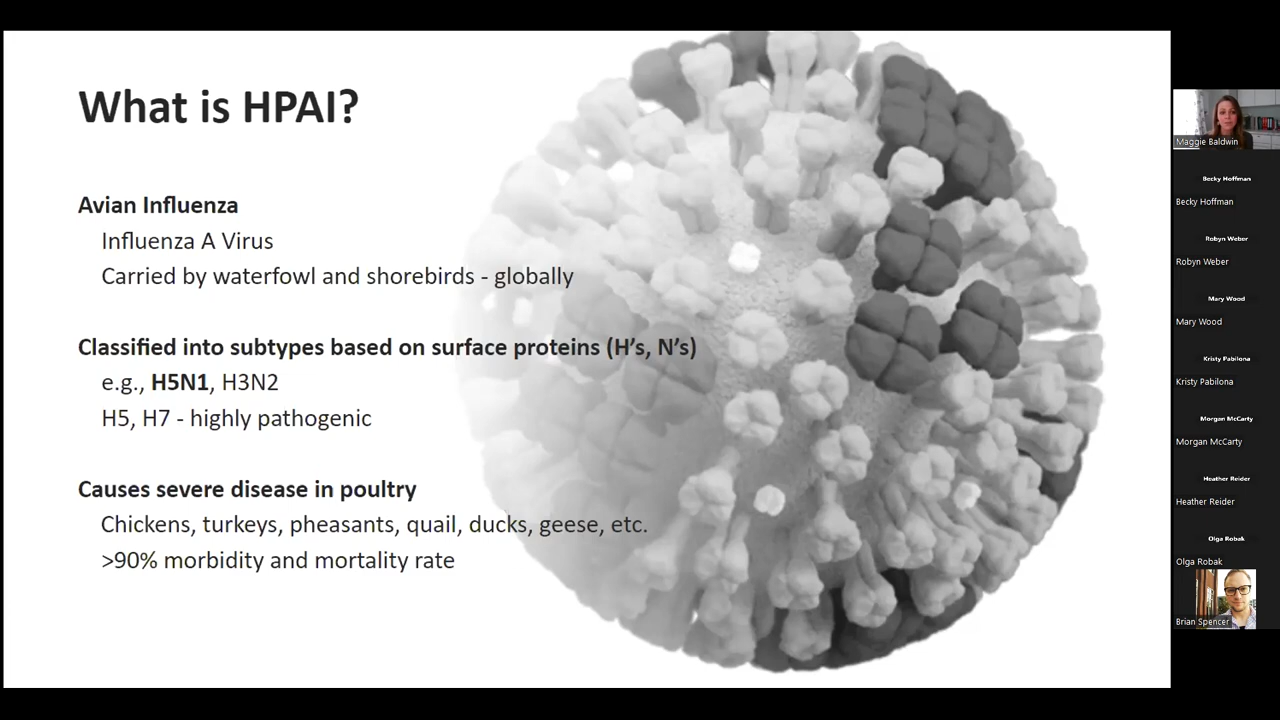 What is HPAI?
Avian Influenza
Influenza A Virus
Carried by waterfowl and shorebirds - globally
Classified into subtypes based on surface proteins (H's, N's)
e.g., H5N1, H3N2
H5, H7 - highly pathogenic
Causes severe disease in poultry
Chickens, turkeys, pheasants, quail, ducks, geese, etc.
>90% morbidity and mortality rate
Maggie Baldwin
Becky Hoffman
Becky Hoffman
Robyn Weber
Robyn Weber
Mary Wood
Mary Wood
Kristy Pabilona
Kristy Pabilona
Morgan McCarty
Morgan McCarty
Heather Reider
Heather Reider
Olga Robak
Olga Robak
Brian Spencer